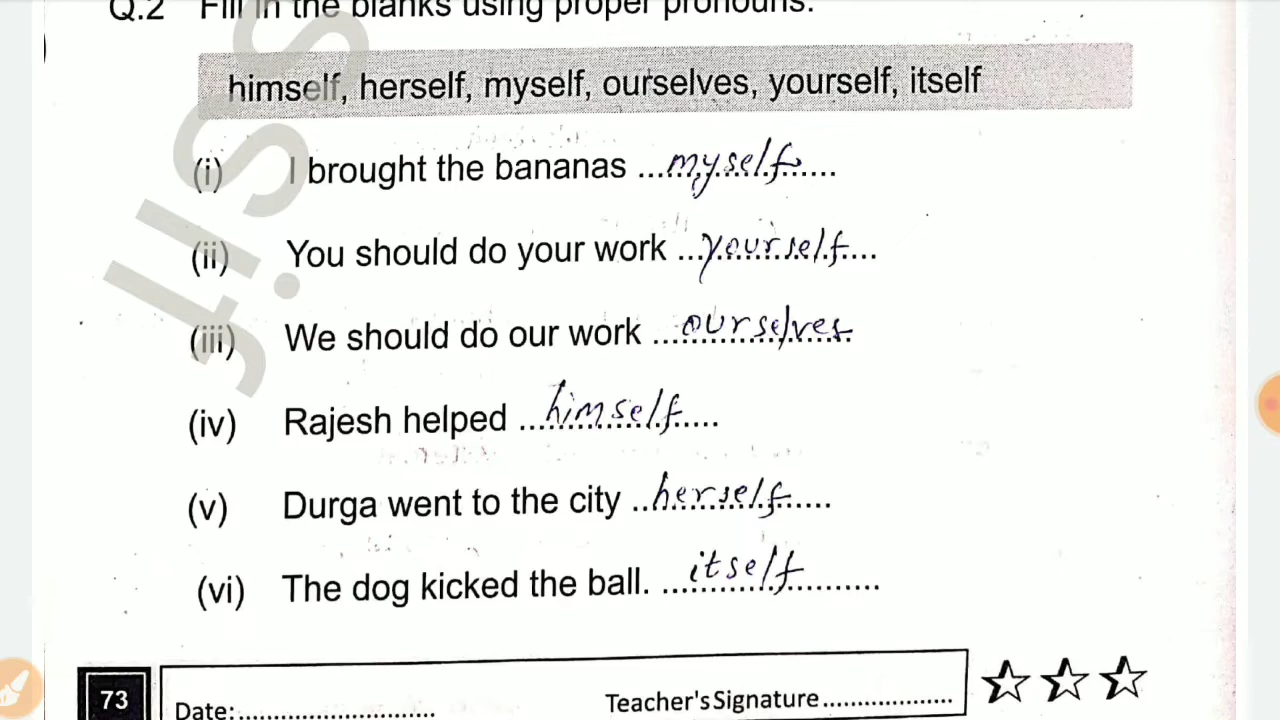 Q.2 Fill in the blanks using proper pronouns.
himself, herself, myself, ourselves, yourself, itself
(i) I brought the bananas ...myself......
(ii) You should do your work ...yourself....
(iii) We should do our work ...ourselves.
(iv) Rajesh helped ...himself.....
(v) Durga went to the city ..herself......
(vi) The dog kicked the ball. ...itself..........
73 Date:............................ Teacher's Signature...................